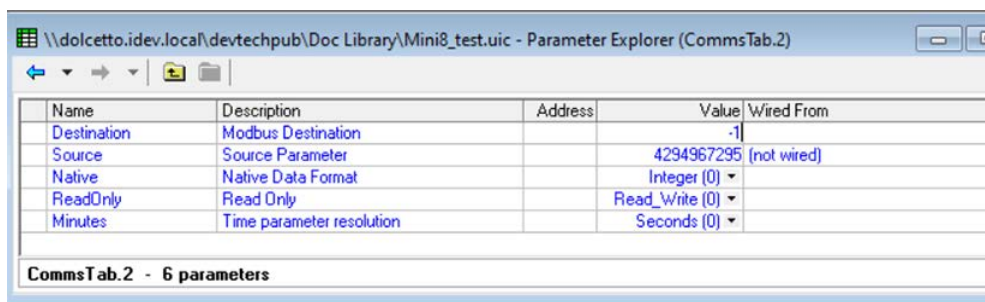 \\dolcetto.idev.local\devtechpub\Doc Library\Mini8_test.uic - Parameter Explorer (CommsTab.2)
Name Description Address Value Wired From
Destination Modbus Destination -1
Source Source Parameter 4294967295 (not wired)
Native Native Data Format Integer (0)
ReadOnly Read Only Read_Write (0)
Minutes Time parameter resolution Seconds (0)
CommsTab.2 - 6 parameters